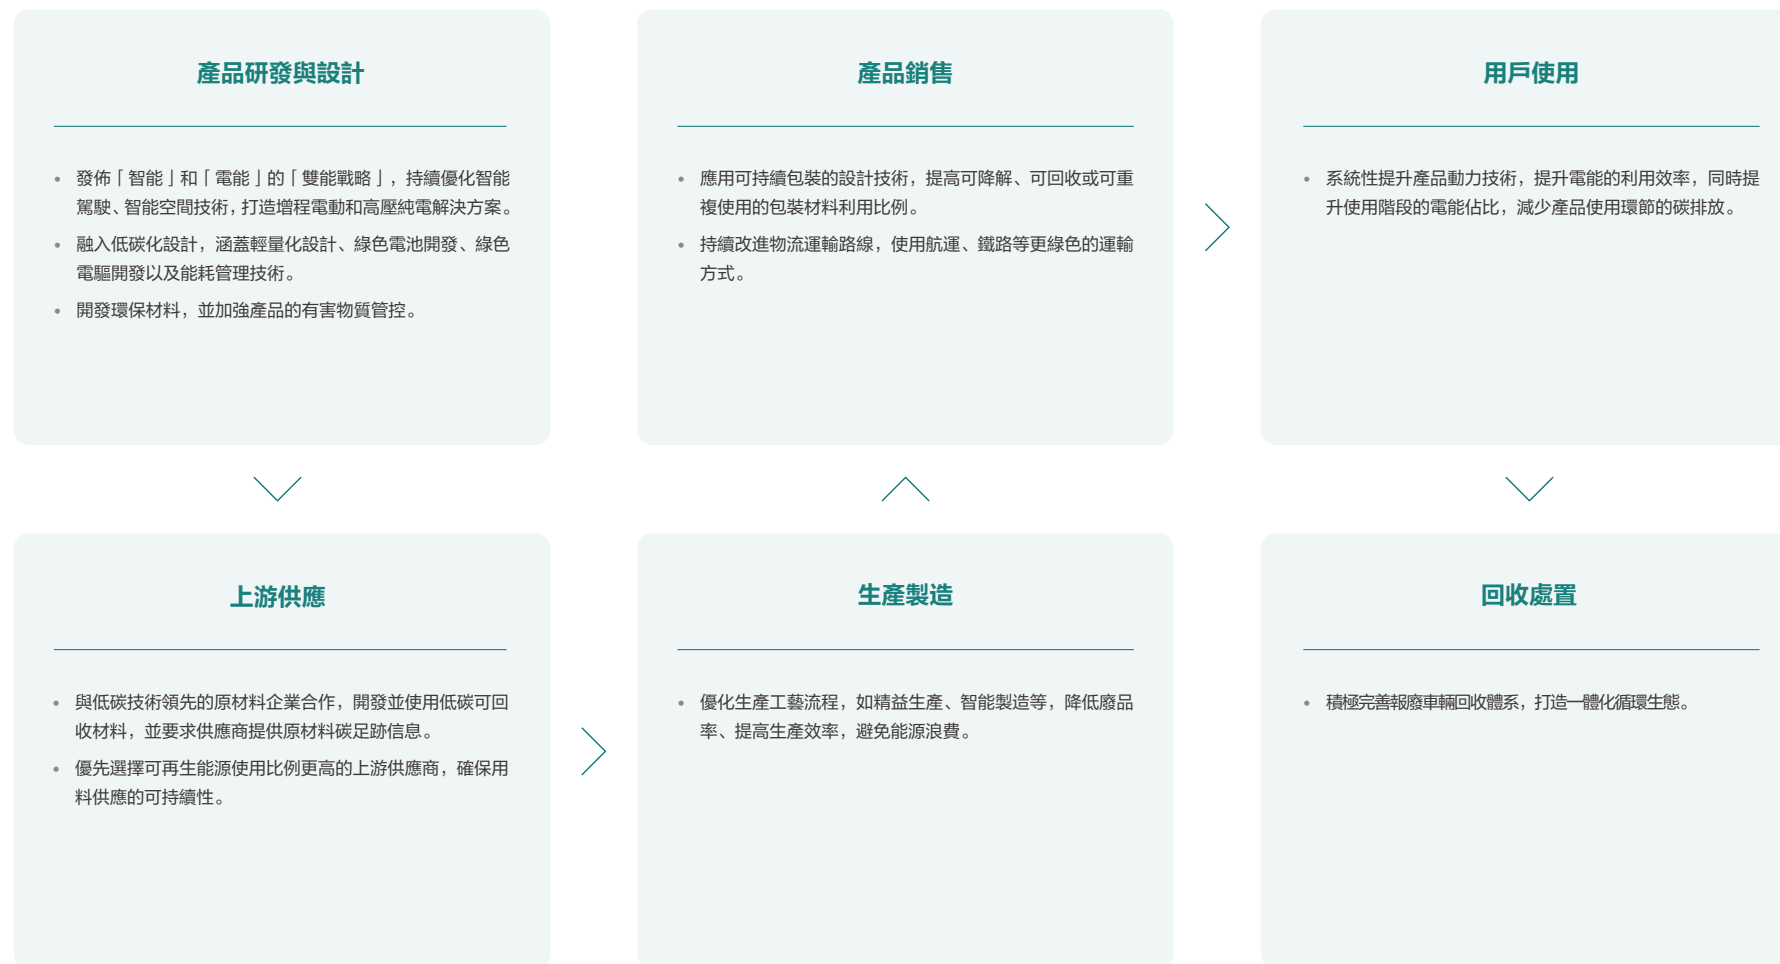 產品研發與設計
• 發佈「智能」和「電能」的「雙能戰略」，持續優化智能
駕駛、智能空間技術，打造增程電動和高壓純電解決方案。
• 融入低碳化設計，涵蓋輕量化設計、綠色電池開發、綠色
電驅開發以及能耗管理技術。
• 開發環保材料，並加強產品的有害物質管控。
上游供應
• 與低碳技術領先的原材料企業合作，開發並使用低碳可回
收材料，並要求供應商提供原材料碳足跡信息。
• 優先選擇可再生能源使用比例更高的上游供應商，確保用
料供應的可持續性。
生產製造
• 優化生產工藝流程，如精益生產、智能製造等，降低廢品
率、提高生產效率，避免能源浪費。
產品銷售
• 應用可持續包裝的設計技術，提高可降解、可回收或可重
複使用的包裝材料利用比例。
• 持續改進物流運輸路線，使用航運、鐵路等更綠色的運輸
方式。
用戶使用
• 系統性提升產品動力技術，提升電能的利用效率，同時提
升使用階段的電能佔比，減少產品使用環節的碳排放。
回收處置
• 積極完善報廢車輛回收體系，打造一體化循環生態。